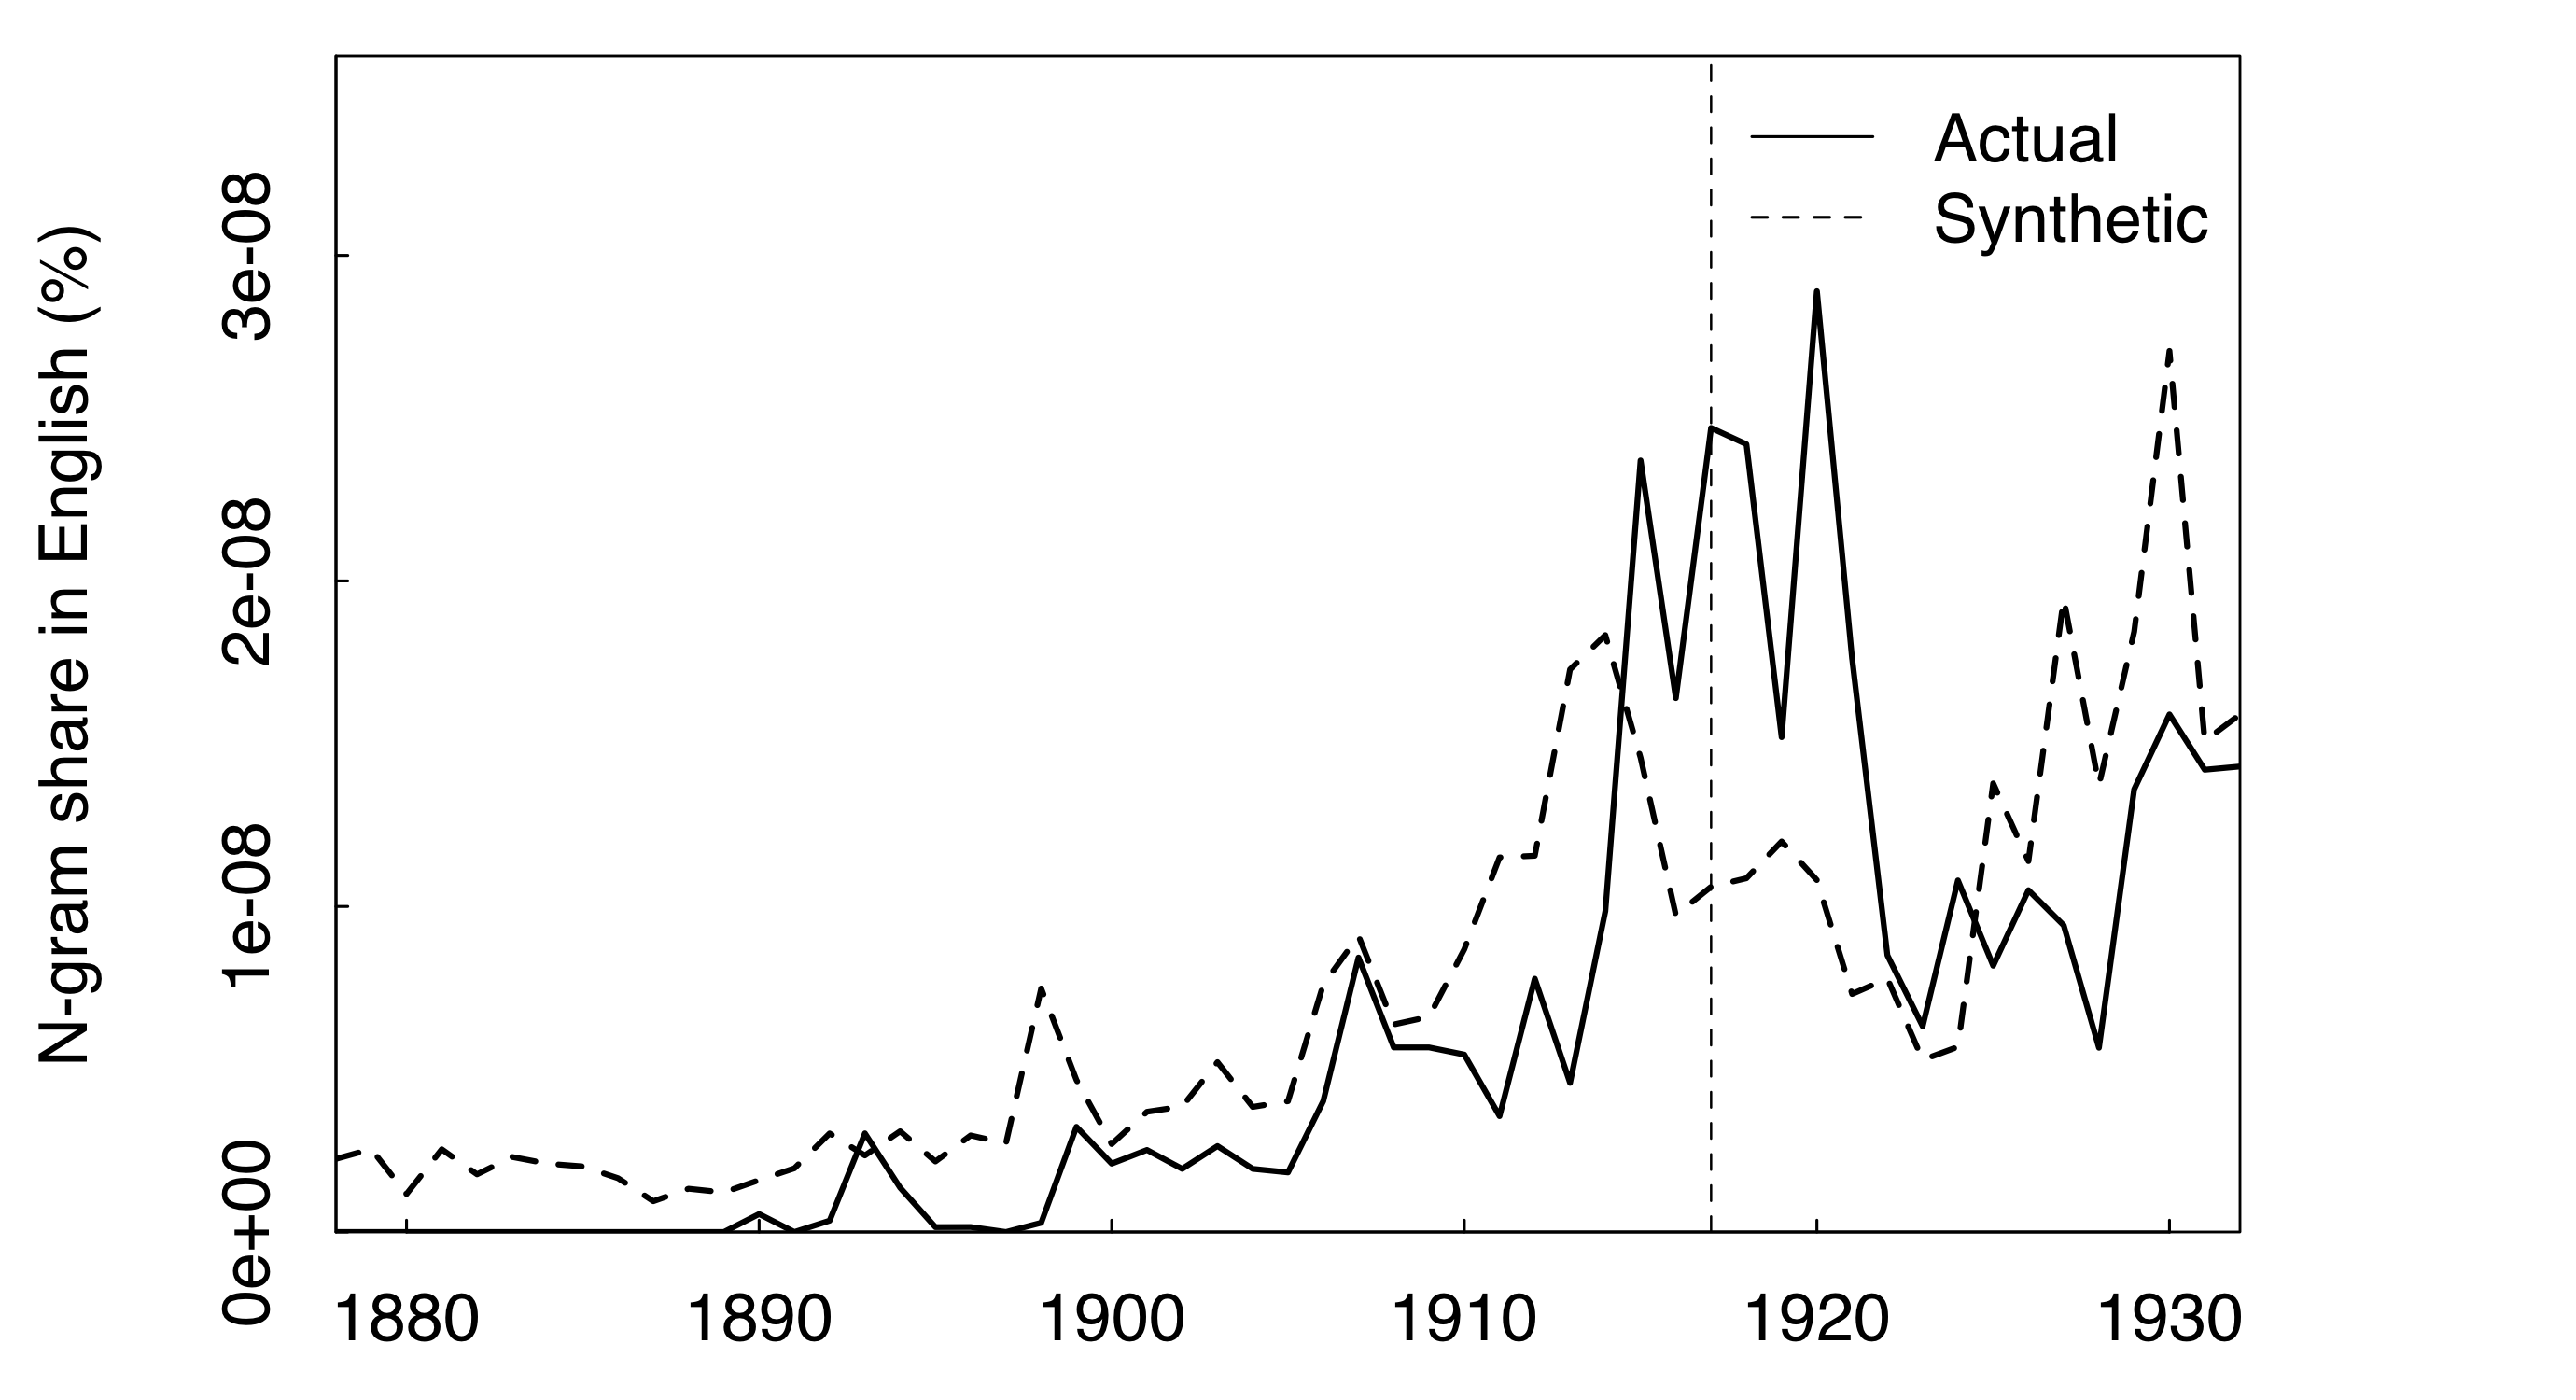 N-gram share in English (%)
3e-08
2e-08
1e-08
0e+00
1880 1890 1900 1910 1920 1930
Actual
Synthetic